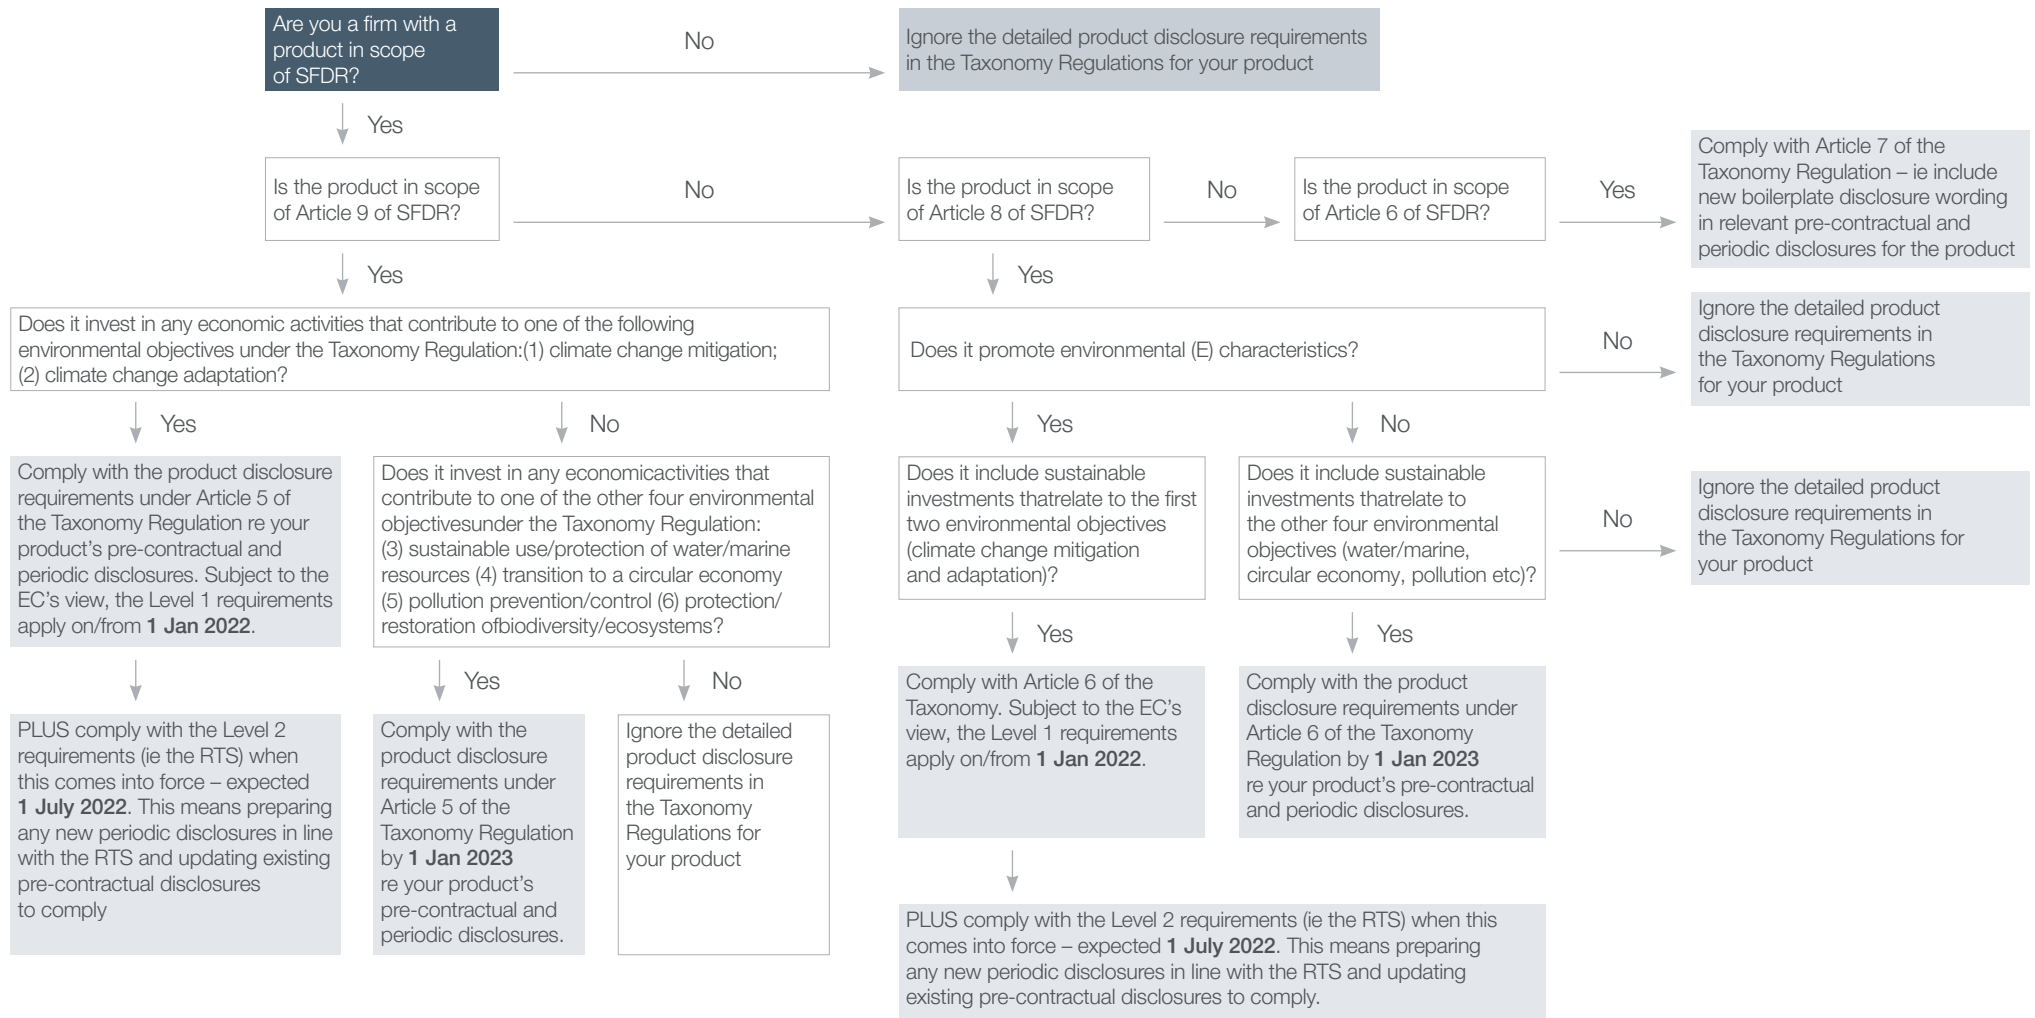 Are you a firm with a
product in scope
of SFDR?
No
Ignore the detailed product disclosure requirements
in the Taxonomy Regulations for your product
Yes
Is the product in scope
of Article 9 of SFDR?
No
Is the product in scope
of Article 8 of SFDR?
No
Is the product in scope
of Article 6 of SFDR?
Yes
Comply with Article 7 of the
Taxonomy Regulation – ie include
new boilerplate disclosure wording
in relevant pre-contractual and
periodic disclosures for the product
Yes
Yes
Does it invest in any economic activities that contribute to one of the following
environmental objectives under the Taxonomy Regulation:(1) climate change mitigation;
(2) climate change adaptation?
Does it promote environmental (E) characteristics?
No
Ignore the detailed product
disclosure requirements in
the Taxonomy Regulations
for your product
Yes
No
Yes
No
Comply with the product disclosure
requirements under Article 5 of
the Taxonomy Regulation re your
product's pre-contractual and
periodic disclosures. Subject to the
EC's view, the Level 1 requirements
apply on/from 1 Jan 2022.
Does it invest in any economicactivities that
contribute to one of the other four environmental
objectivesunder the Taxonomy Regulation:
(3) sustainable use/protection of water/marine
resources (4) transition to a circular economy
(5) pollution prevention/control (6) protection/
restoration ofbiodiversity/ecosystems?
Does it include sustainable
investments thatrelate to the first
two environmental objectives
(climate change mitigation
and adaptation)?
Does it include sustainable
investments thatrelate to
the other four environmental
objectives (water/marine,
circular economy, pollution etc)?
No
Ignore the detailed product
disclosure requirements in
the Taxonomy Regulations for
your product
Yes
No
Yes
Yes
PLUS comply with the Level 2
requirements (ie the RTS) when
this comes into force – expected
1 July 2022. This means preparing
any new periodic disclosures in line
with the RTS and updating existing
pre-contractual disclosures
to comply
Comply with the
product disclosure
requirements under
Article 5 of the
Taxonomy Regulation
by 1 Jan 2023
re your product's
pre-contractual and
periodic disclosures.
Ignore the detailed
product disclosure
requirements in
the Taxonomy
Regulations for
your product
Comply with Article 6 of the
Taxonomy. Subject to the EC's
view, the Level 1 requirements
apply on/from 1 Jan 2022.
Comply with the product
disclosure requirements under
Article 6 of the Taxonomy
Regulation by 1 Jan 2023
re your product's pre-contractual
and periodic disclosures.
PLUS comply with the Level 2 requirements (ie the RTS) when this
comes into force – expected 1 July 2022. This means preparing
any new periodic disclosures in line with the RTS and updating
existing pre-contractual disclosures to comply.